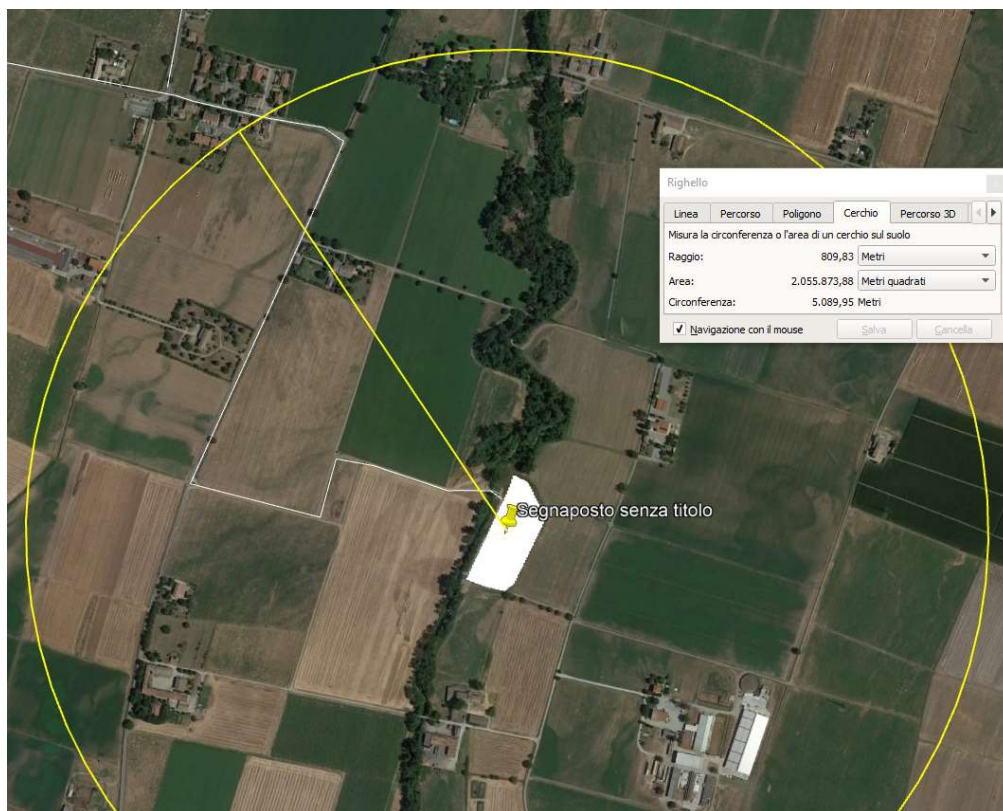 Righello
Linea Percorso Poligono Cerchio Percorso 3D
Misura la circonferenza o l'area di un cerchio sul suolo
Raggio: 809,83 Metri
Area: 2.055.873,88 Metri quadrati
Circonferenza: 5.089,95 Metri
Navigazione con il mouse Salva Cancella
Segnaposto senza titolo